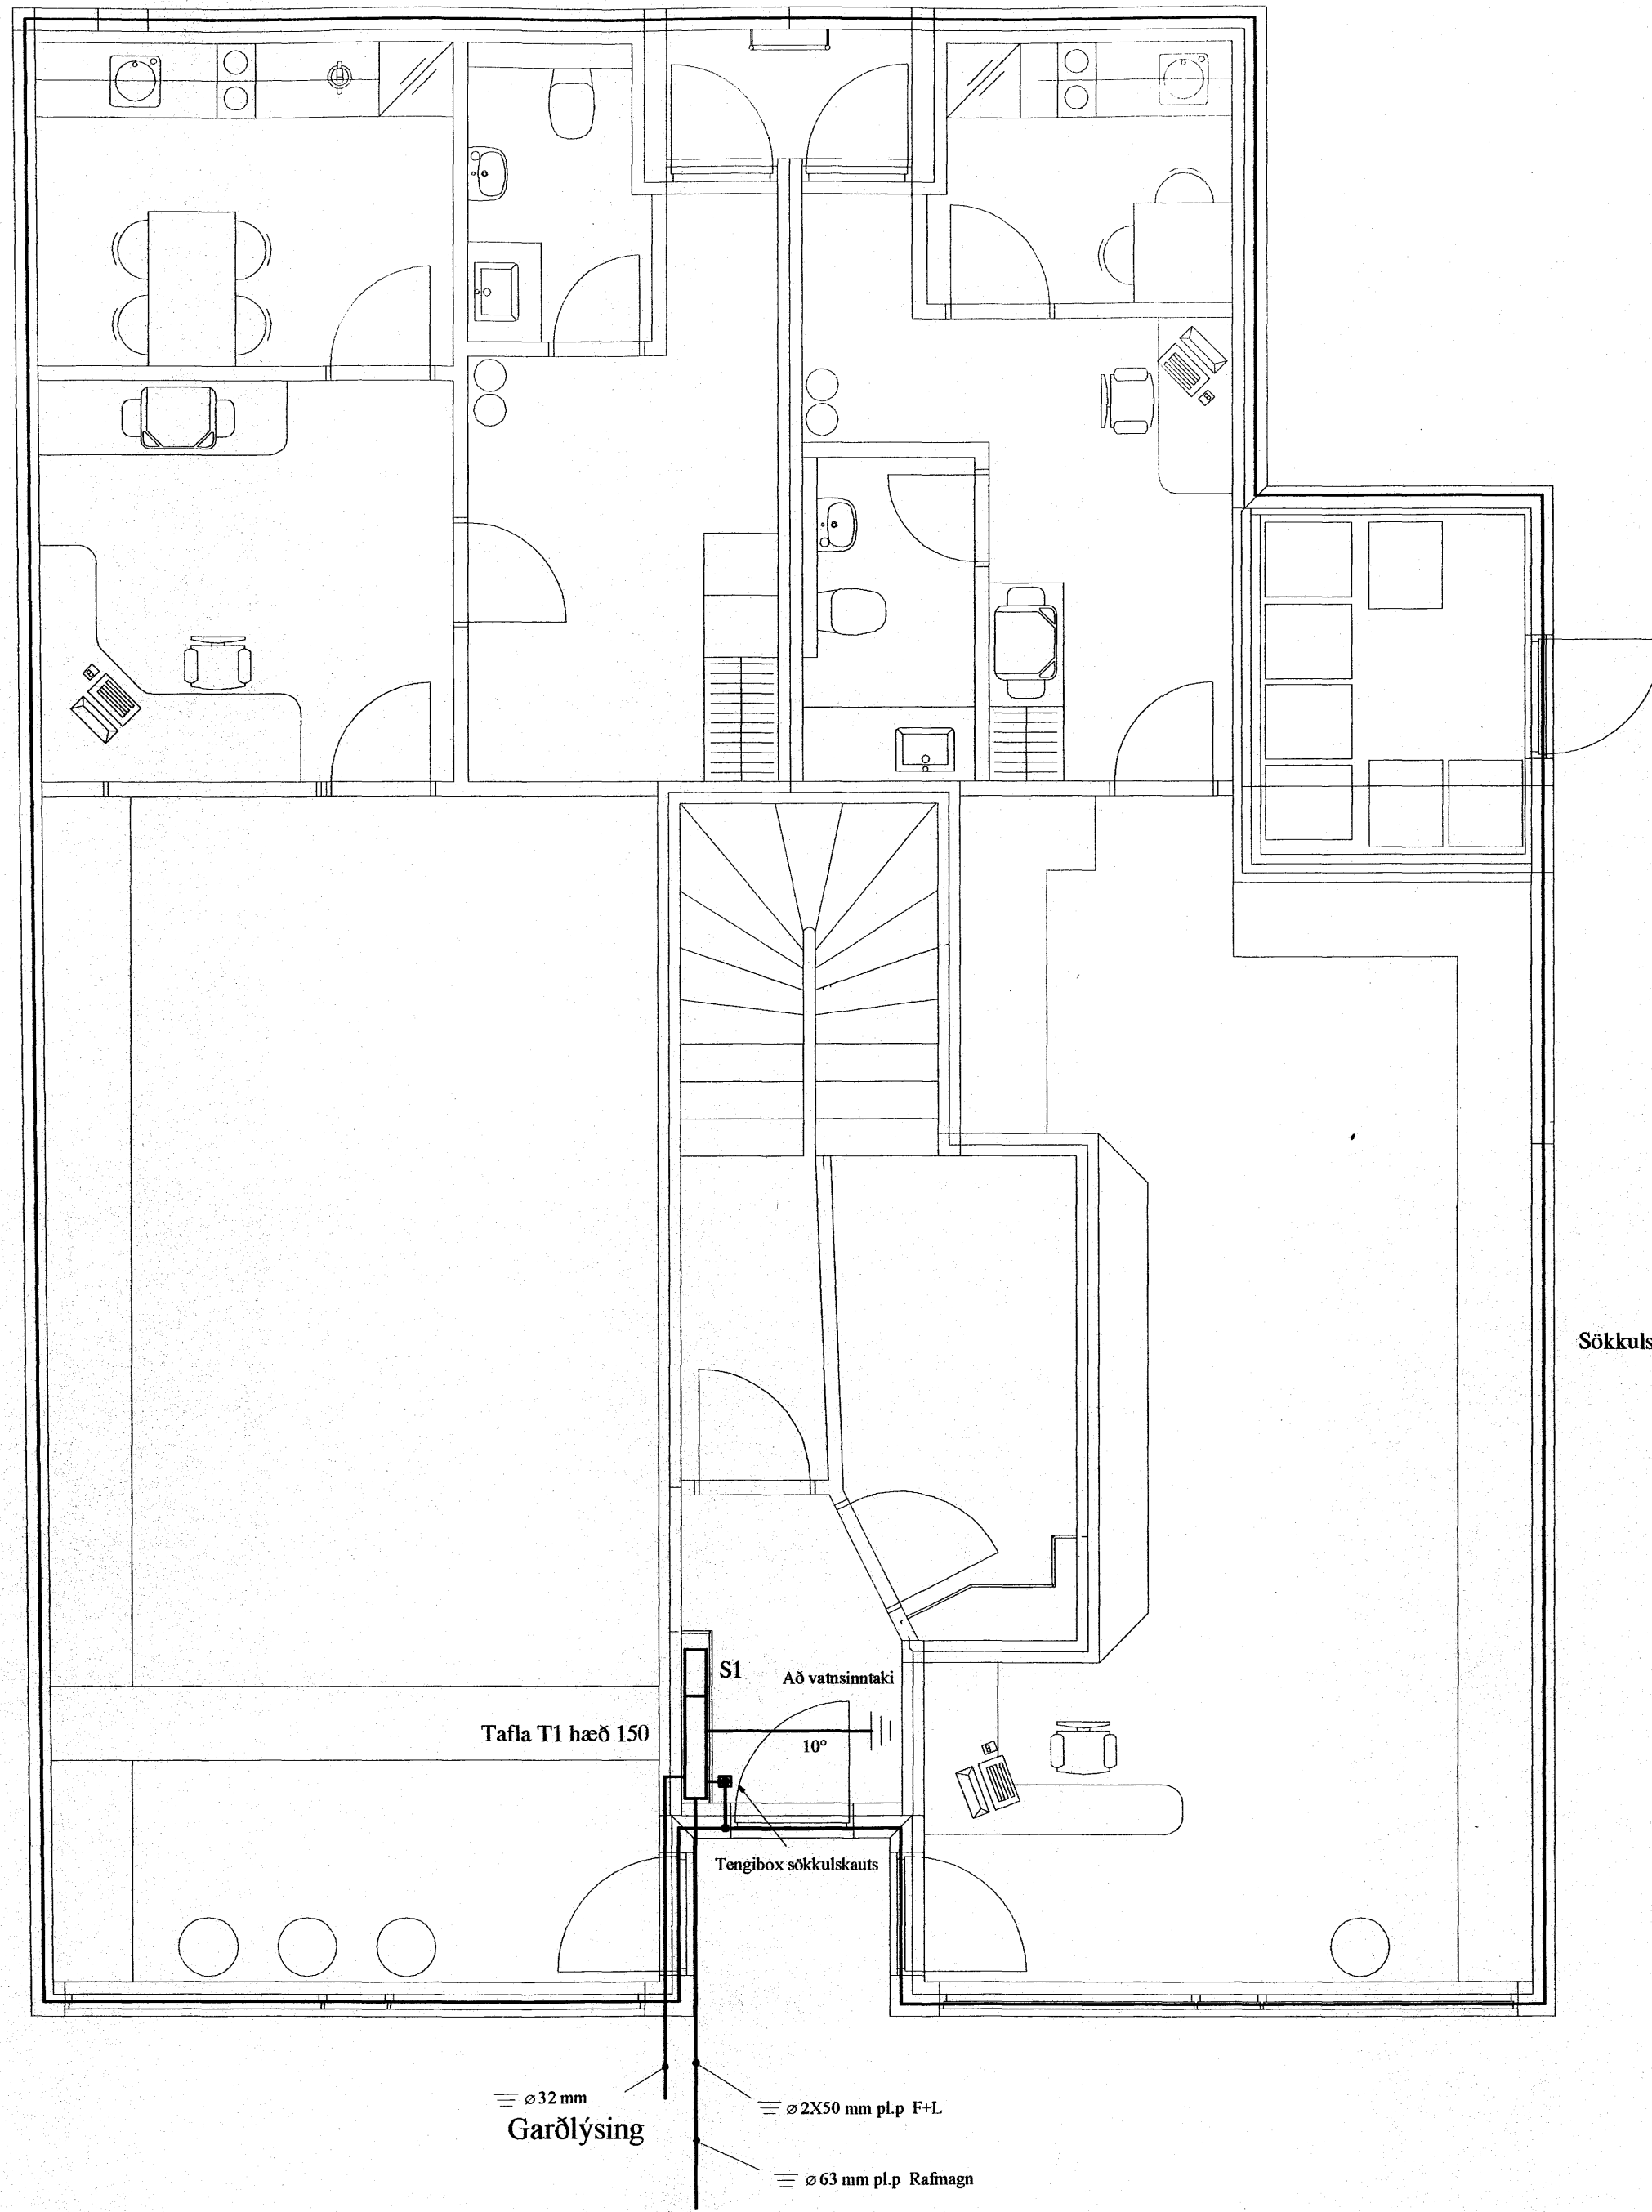 Sökkuls
S1
Að vatnsinntaki
Tafla T1 hæð 150
10°
Tengibox sökkulskauts
⌀32 mm
Garðlýsing
⌀ 2X50 mm pl.p F+L
⌀ 63 mm pl.p Rafmagn